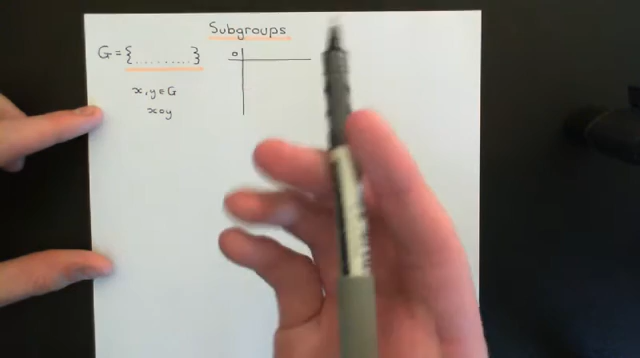 Subgroups
G = {..........}
o
x, y ∈ G
x o y